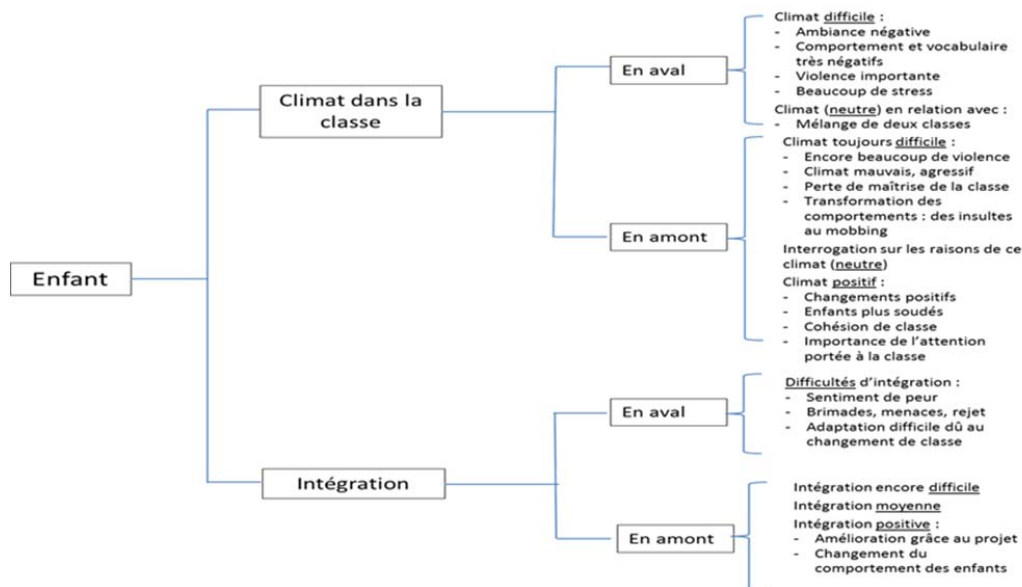 Climat difficile :
- Ambiance négative
- Comportement et vocabulaire
très négatifs
- Violence importante
- Beaucoup de stress
Climat (neutre) en relation avec :
- Mélange de deux classes
En aval
Climat dans la
classe
Climat toujours difficile :
- Encore beaucoup de violence
- Climat mauvais, agressif
- Perte de maîtrise de la classe
- Transformation des
comportements : des insultes
au mobbing
Interrogation sur les raisons de ce
climat (neutre)
Climat positif :
- Changements positifs
- Enfants plus soudés
- Cohésion de classe
- Importance de l'attention
portée à la classe
En amont
Enfant
Difficultés d'intégration :
- Sentiment de peur
- Brimades, menaces, rejet
- Adaptation difficile dû au
changement de classe
En aval
Intégration
Intégration encore difficile
Intégration moyenne
Intégration positive :
- Amélioration grâce au projet
- Changement du
comportement des enfants
En amont